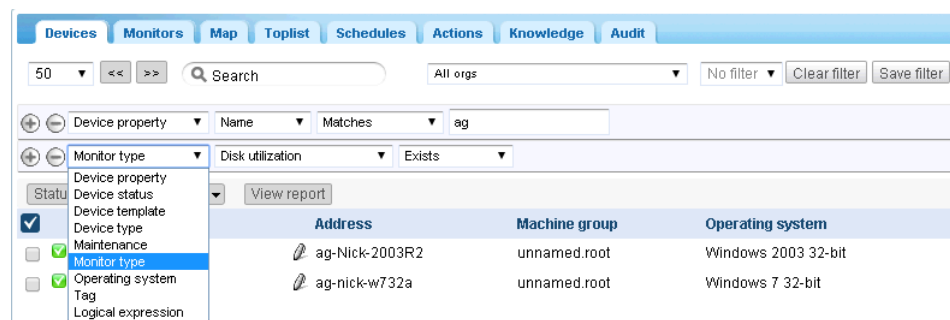 Devices Monitors Map Toplist Schedules Actions Knowledge Audit
50 << >> Search All orgs No filter Clear filter Save filter
Device property Name Matches ag
Monitor type Disk utilization Exists
Device property
Statu Device status View report
Device template
Device type Address Machine group Operating system
Maintenance
ag-Nick-2003R2 unnamed.root Windows 2003 32-bit
Monitor type
Operating system ag-nick-w732a unnamed.root Windows 7 32-bit
Tag
Logical expression